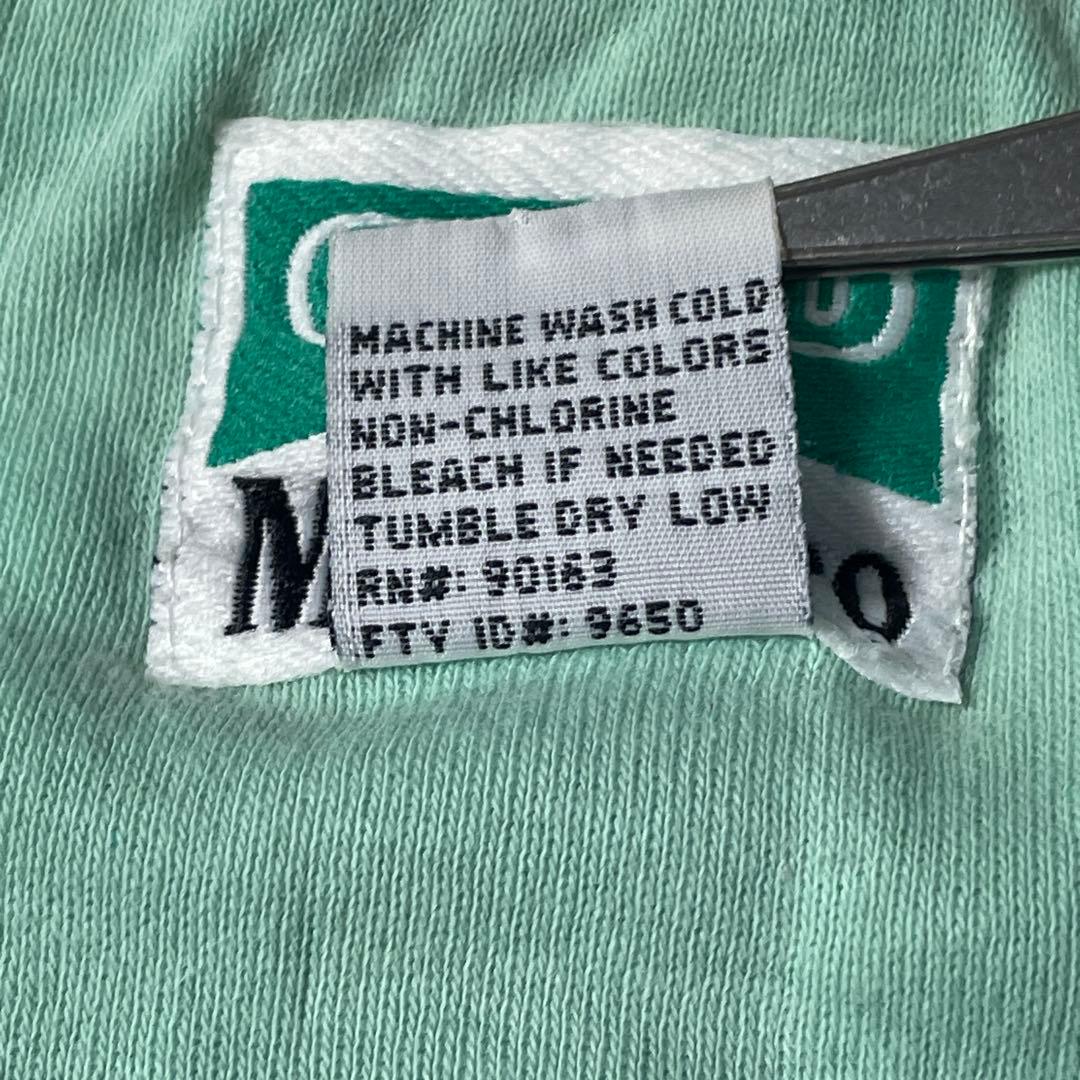 MACHINE WASH COLD
WITH LIKE COLORS
NON-CHLORINE
BLEACH IF NEEDED
TUMBLE DRY LOW
RN#: 90163
FTY ID#: 9650